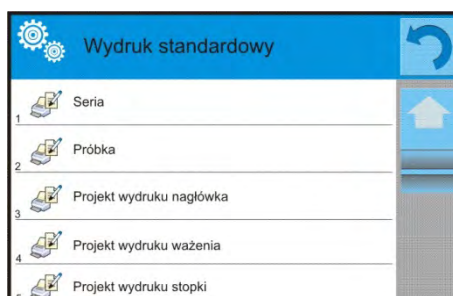 Wydruk standardowy
1 Seria
2 Próbka
3 Projekt wydruku nagłówka
4 Projekt wydruku ważenia
Projekt wydruku stopki